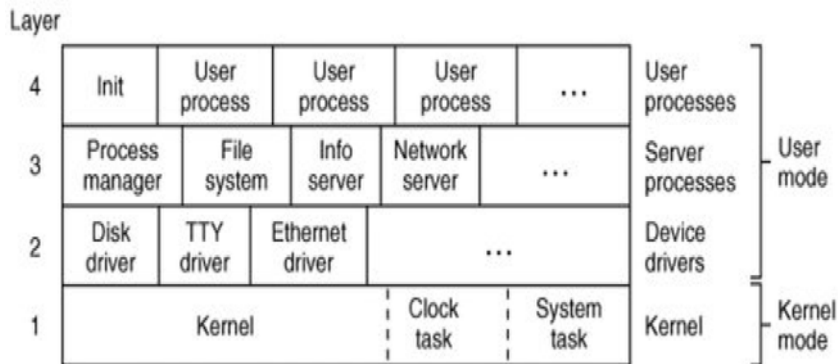 Layer
4 Init User process User process User process ... User processes
3 Process manager File system Info server Network server ... Server processes User mode
2 Disk driver TTY driver Ethernet driver ... Device drivers
1 Kernel Clock task System task Kernel Kernel mode